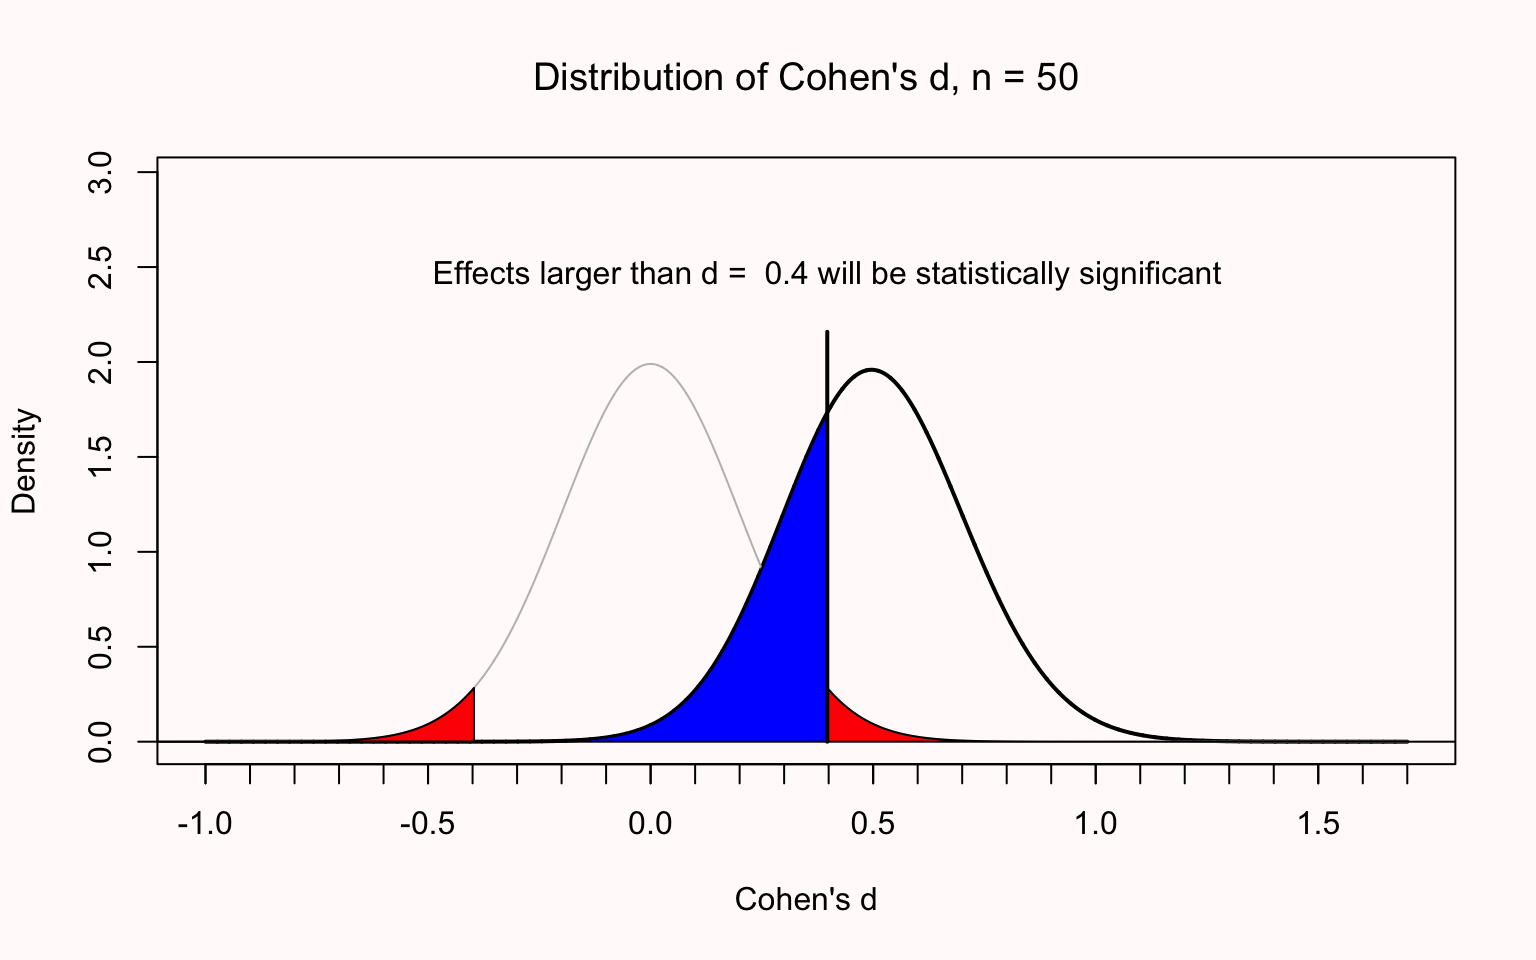 Distribution of Cohen's d, n = 50
Effects larger than d =  0.4 will be statistically significant
Density
3.0
2.5
2.0
1.5
1.0
0.5
0.0
-1.0 -0.5 0.0 0.5 1.0 1.5
Cohen's d